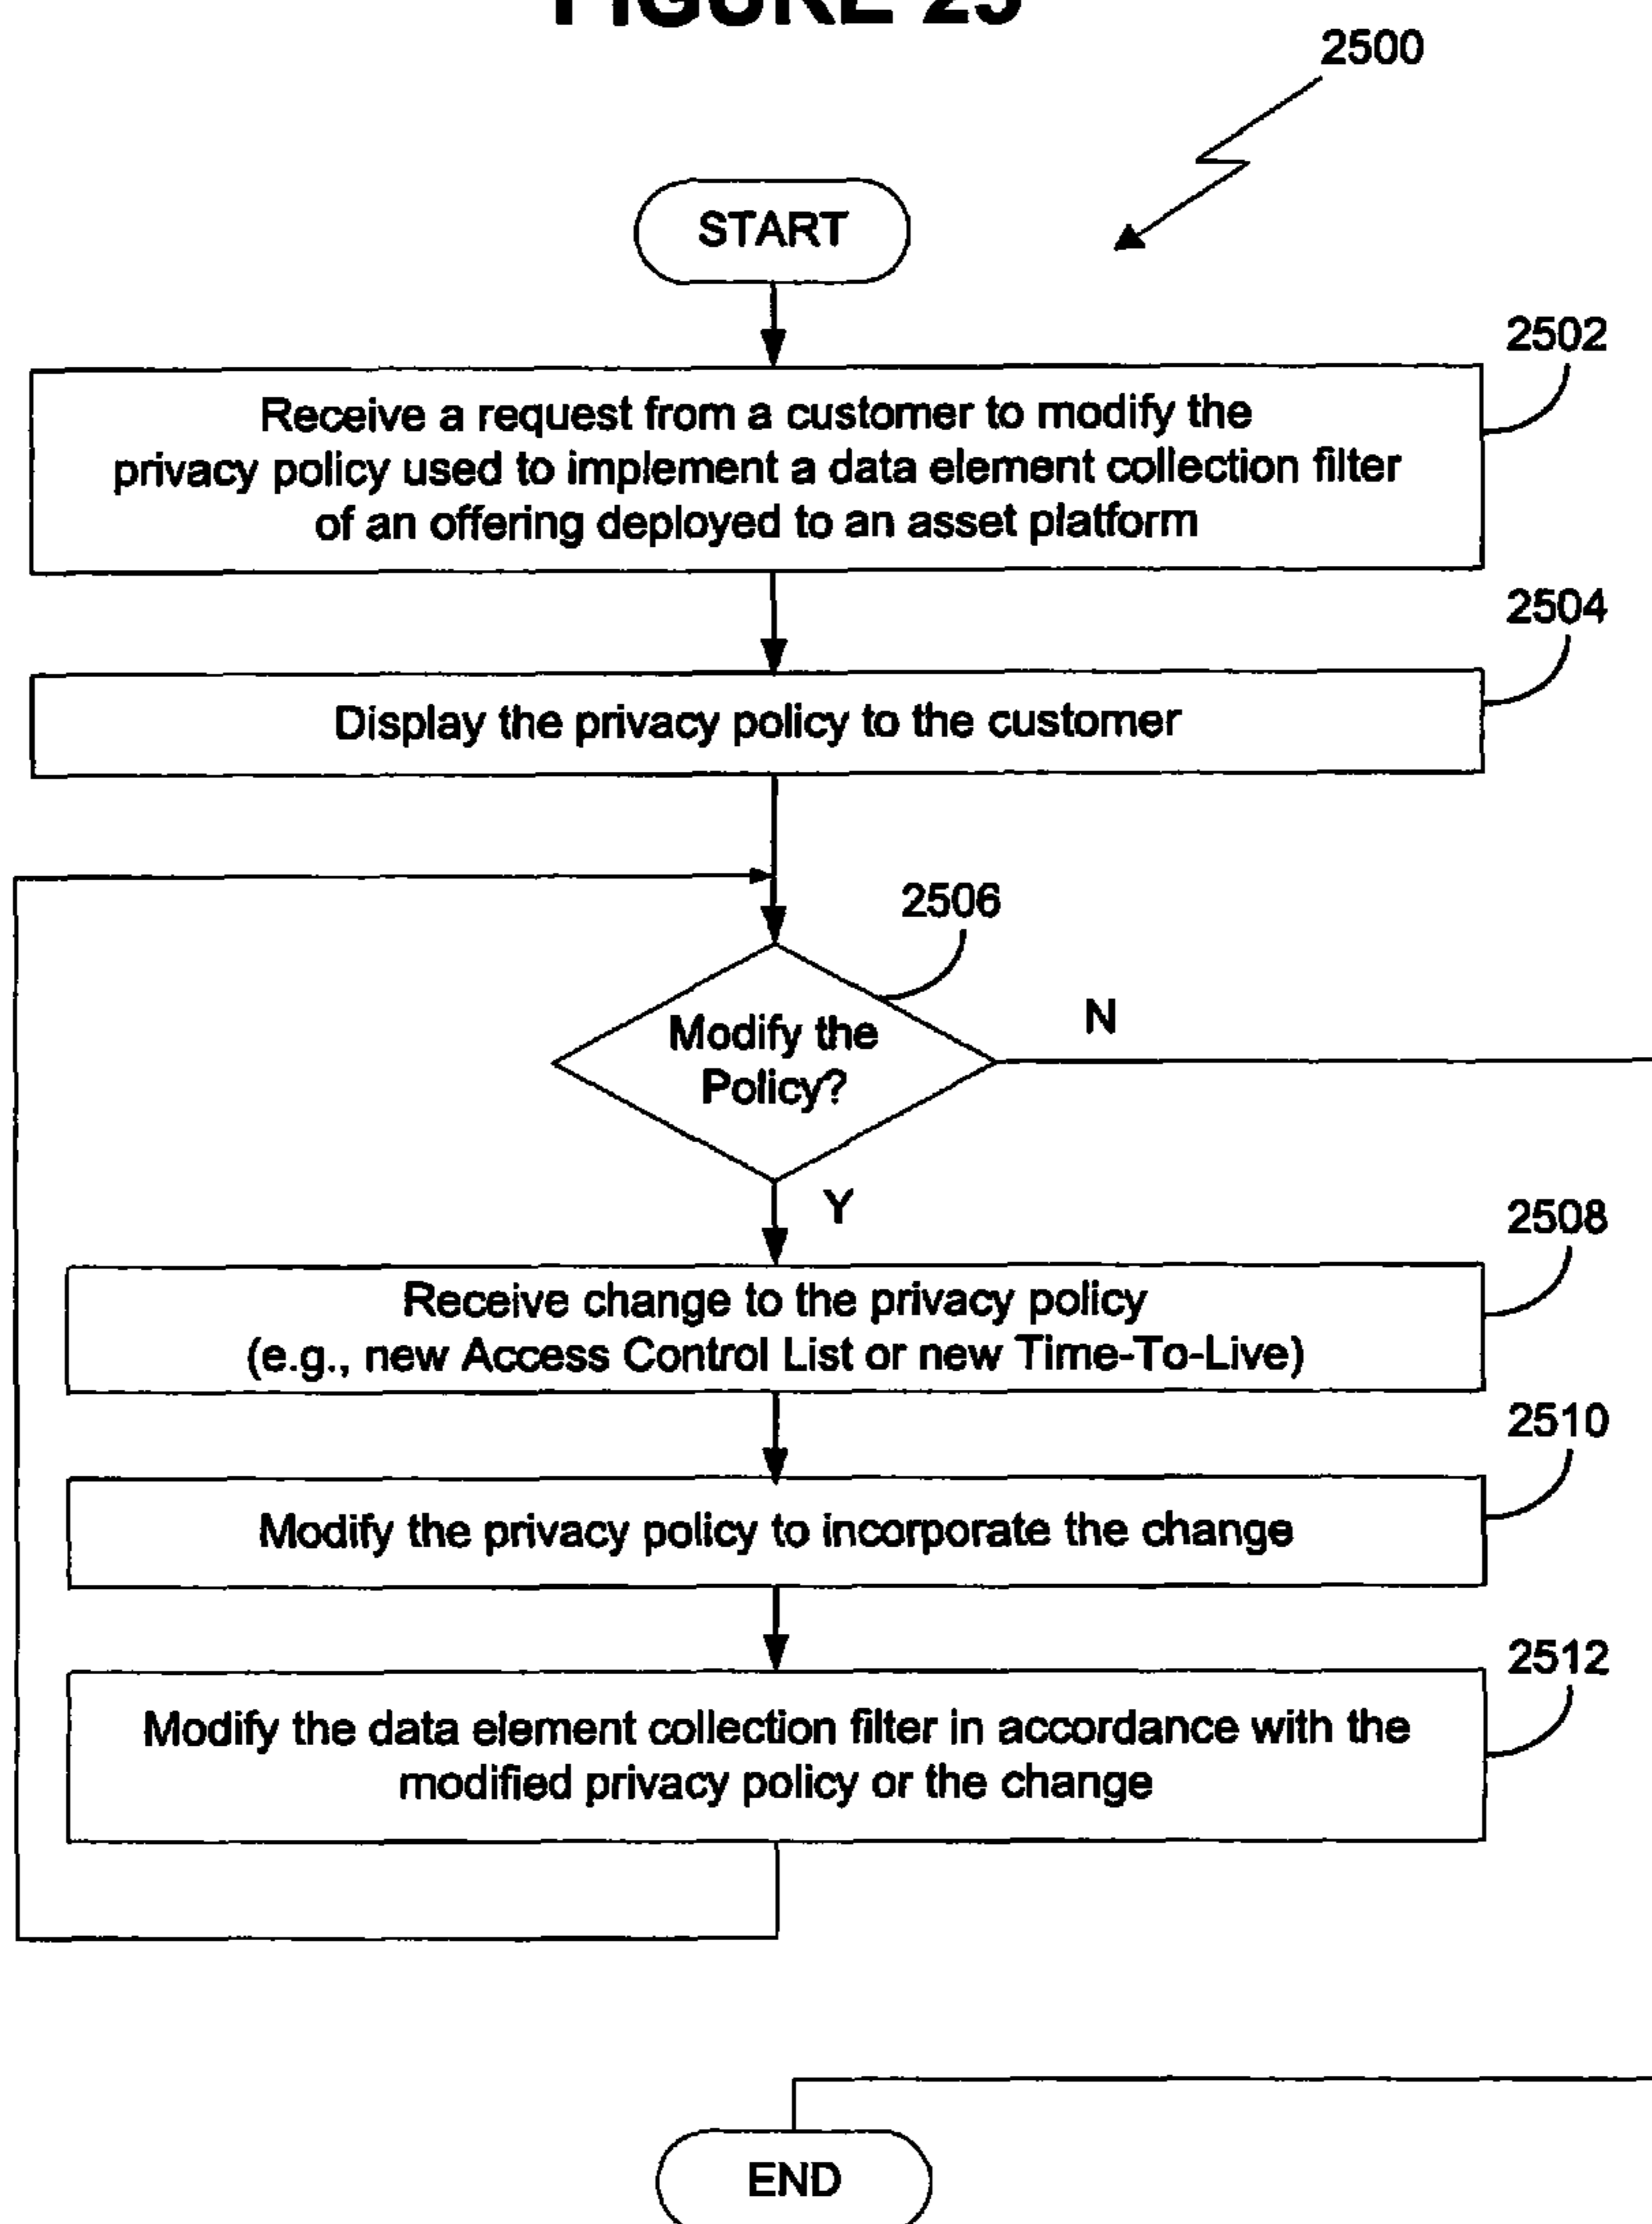 FIGURE 25
2500
START
2502
Receive a request from a customer to modify the
privacy policy used to implement a data element collection filter
of an offering deployed to an asset platform
2504
Display the privacy policy to the customer
2506
Modify the
Policy?
N
Y
2508
Receive change to the privacy policy
(e.g., new Access Control List or new Time-To-Live)
2510
Modify the privacy policy to incorporate the change
2512
Modify the data element collection filter in accordance with the
modified privacy policy or the change
END